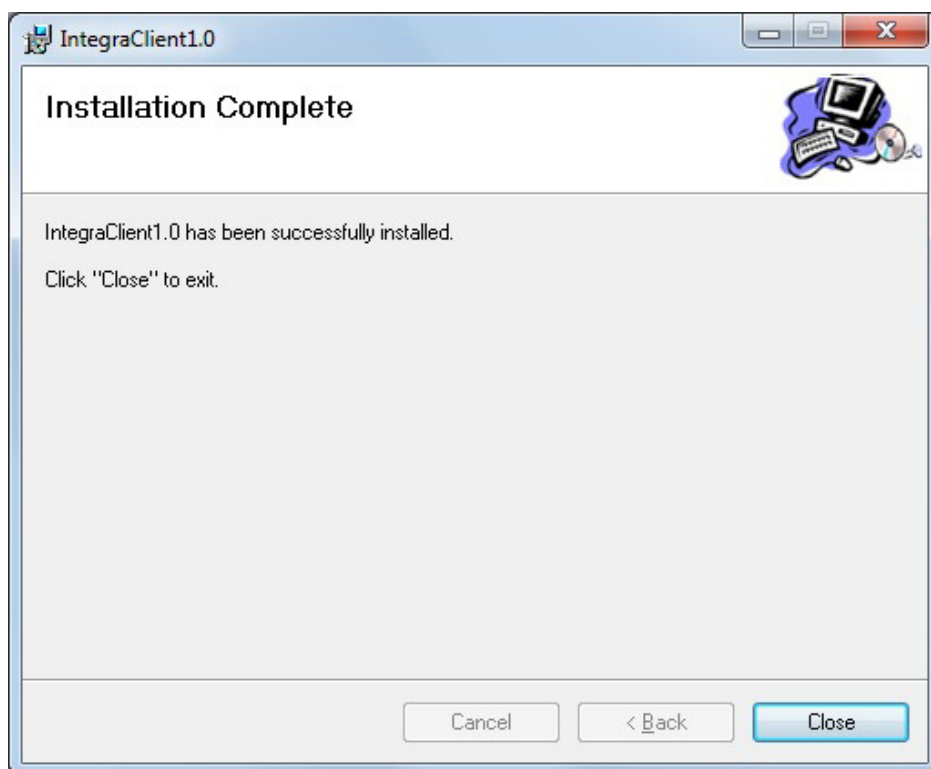 IntegraClient1.0
Installation Complete
IntegraClient1.0 has been successfully installed.
Click "Close" to exit.
Cancel
< Back
Close